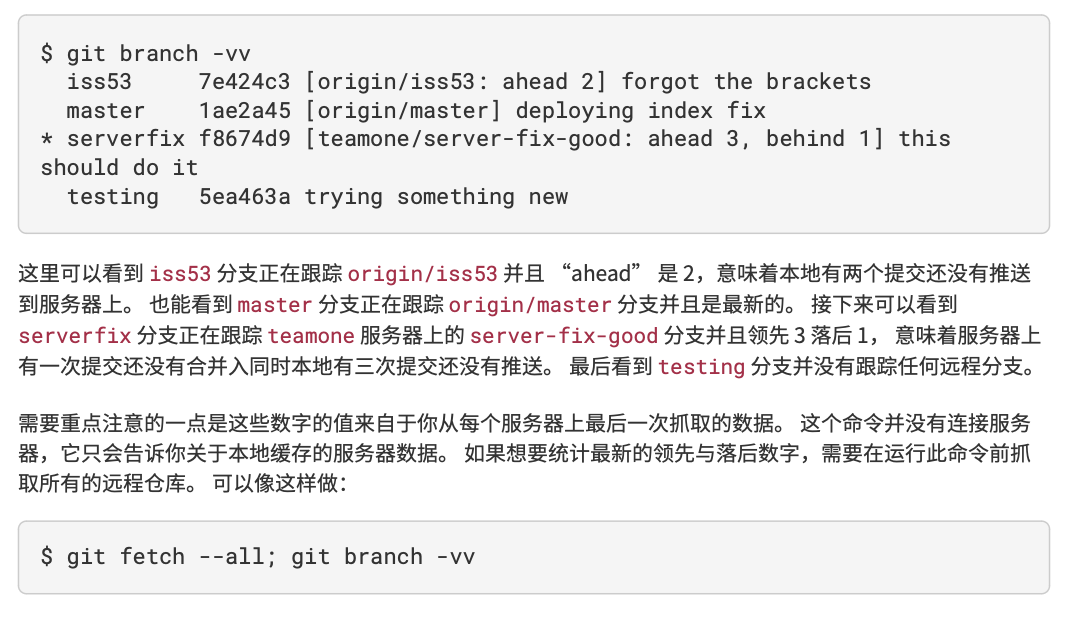 $ git branch -vv
  iss53     7e424c3 [origin/iss53: ahead 2] forgot the brackets
  master    1ae2a45 [origin/master] deploying index fix
* serverfix f8674d9 [teamone/server-fix-good: ahead 3, behind 1] this
should do it
  testing   5ea463a trying something new
这里可以看到 iss53 分支正在跟踪 origin/iss53 并且 “ahead” 是 2，意味着本地有两个提交还没有推送
到服务器上。 也能看到 master 分支正在跟踪 origin/master 分支并且是最新的。 接下来可以看到
serverfix 分支正在跟踪 teamone 服务器上的 server-fix-good 分支并且领先 3 落后 1， 意味着服务器上
有一次提交还没有合并入同时本地有三次提交还没有推送。 最后看到 testing 分支并没有跟踪任何远程分支。
需要重点注意的一点是这些数字的值来自于你从每个服务器上最后一次抓取的数据。 这个命令并没有连接服务
器，它只会告诉你关于本地缓存的服务器数据。 如果想要统计最新的领先与落后数字，需要在运行此命令前抓
取所有的远程仓库。 可以像这样做：
$ git fetch --all; git branch -vv